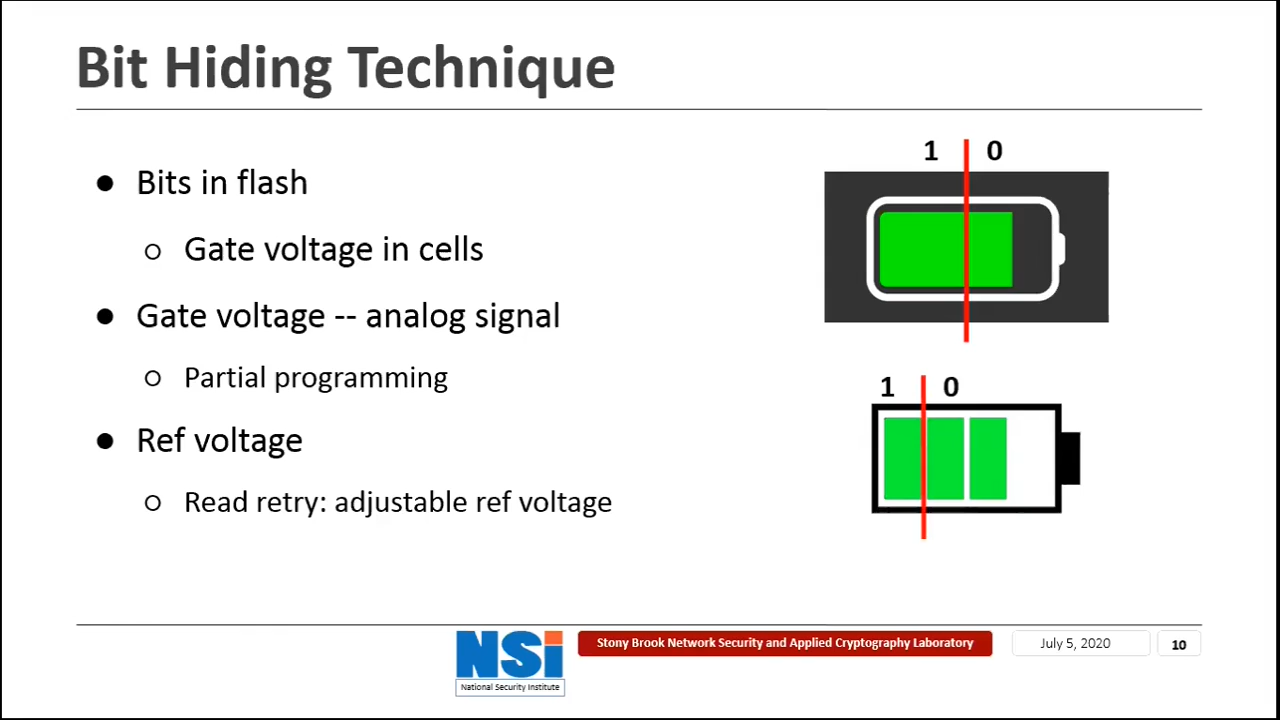 Bit Hiding Technique
● Bits in flash
○ Gate voltage in cells
● Gate voltage -- analog signal
○ Partial programming
● Ref voltage
○ Read retry: adjustable ref voltage
1 0
1 0
NSi
National Security Institute
Stony Brook Network Security and Applied Cryptography Laboratory
July 5, 2020
10